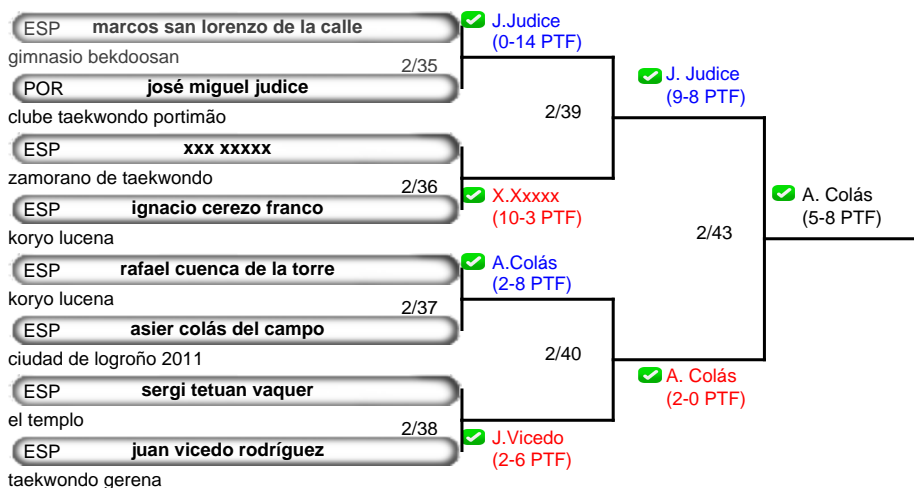 ESP marcos san lorenzo de la calle
gimnasio bekdoosan
2/35
POR josé miguel judice
clube taekwondo portimão
ESP xxx xxxxx
zamorano de taekwondo
2/36
ESP ignacio cerezo franco
koryo lucena
ESP rafael cuenca de la torre
koryo lucena
2/37
ESP asier colás del campo
ciudad de logroño 2011
ESP sergi tetuan vaquer
el templo
2/38
ESP juan vicedo rodríguez
taekwondo gerena
J.Judice
(0-14 PTF)
X.Xxxxx
(10-3 PTF)
A.Colás
(2-8 PTF)
J.Vicedo
(2-6 PTF)
2/39
2/40
J. Judice
(9-8 PTF)
A. Colás
(2-0 PTF)
2/43
A. Colás
(5-8 PTF)